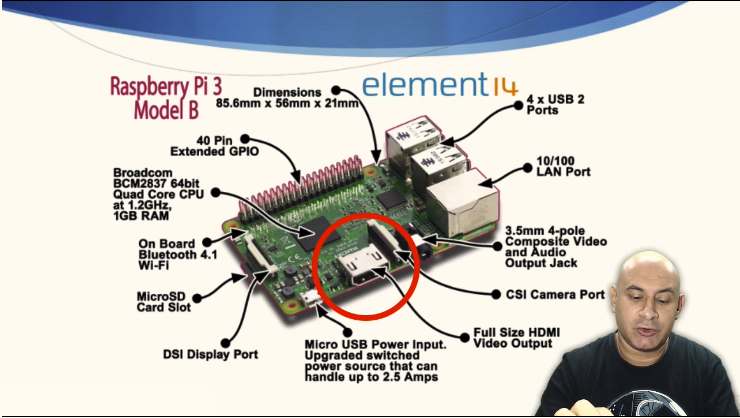 Raspberry Pi 3
Model B
element14
Dimensions
85.6mm x 56mm x 21mm
4 x USB 2
Ports
40 Pin
Extended GPIO
10/100
LAN Port
Broadcom
BCM2837 64bit
Quad Core CPU
at 1.2GHz,
1GB RAM
3.5mm 4-pole
Composite Video
and Audio
Output Jack
On Board
Bluetooth 4.1
Wi-Fi
CSI Camera Port
MicroSD
Card Slot
Full Size HDMI
Video Output
DSI Display Port
Micro USB Power Input.
Upgraded switched
power source that can
handle up to 2.5 Amps